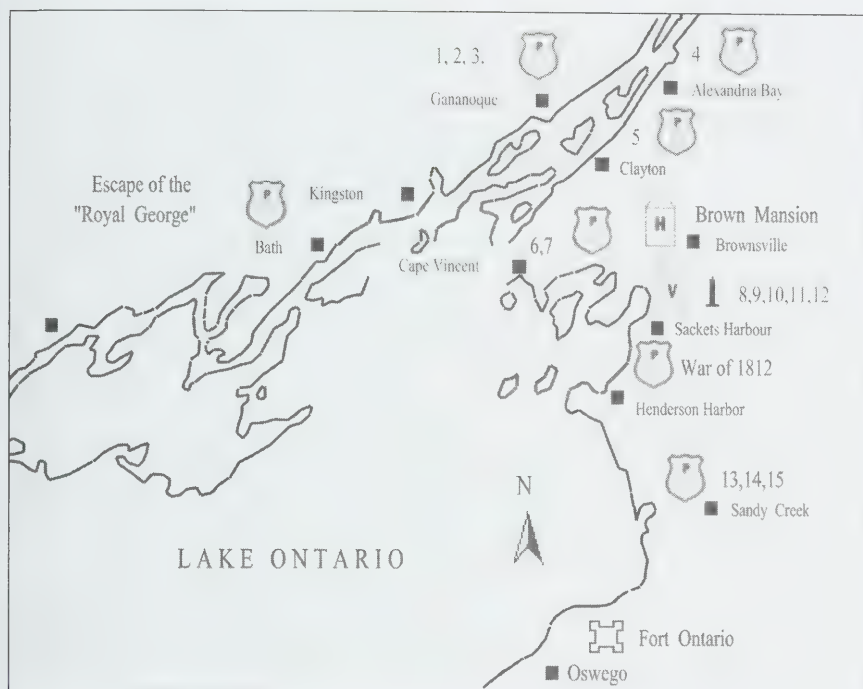 1, 2, 3.
P
4
P
Gananoque
Alexandria Bay
5
P
Clayton
Escape of the
"Royal George"
P
Kingston
Bath
Cape Vincent
6,7
P
H
Brown Mansion
Brownsville
V
8,9,10,11,12
Sackets Harbour
P
War of 1812
Henderson Harbor
P
13,14,15
Sandy Creek
N
LAKE ONTARIO
Fort Ontario
Oswego